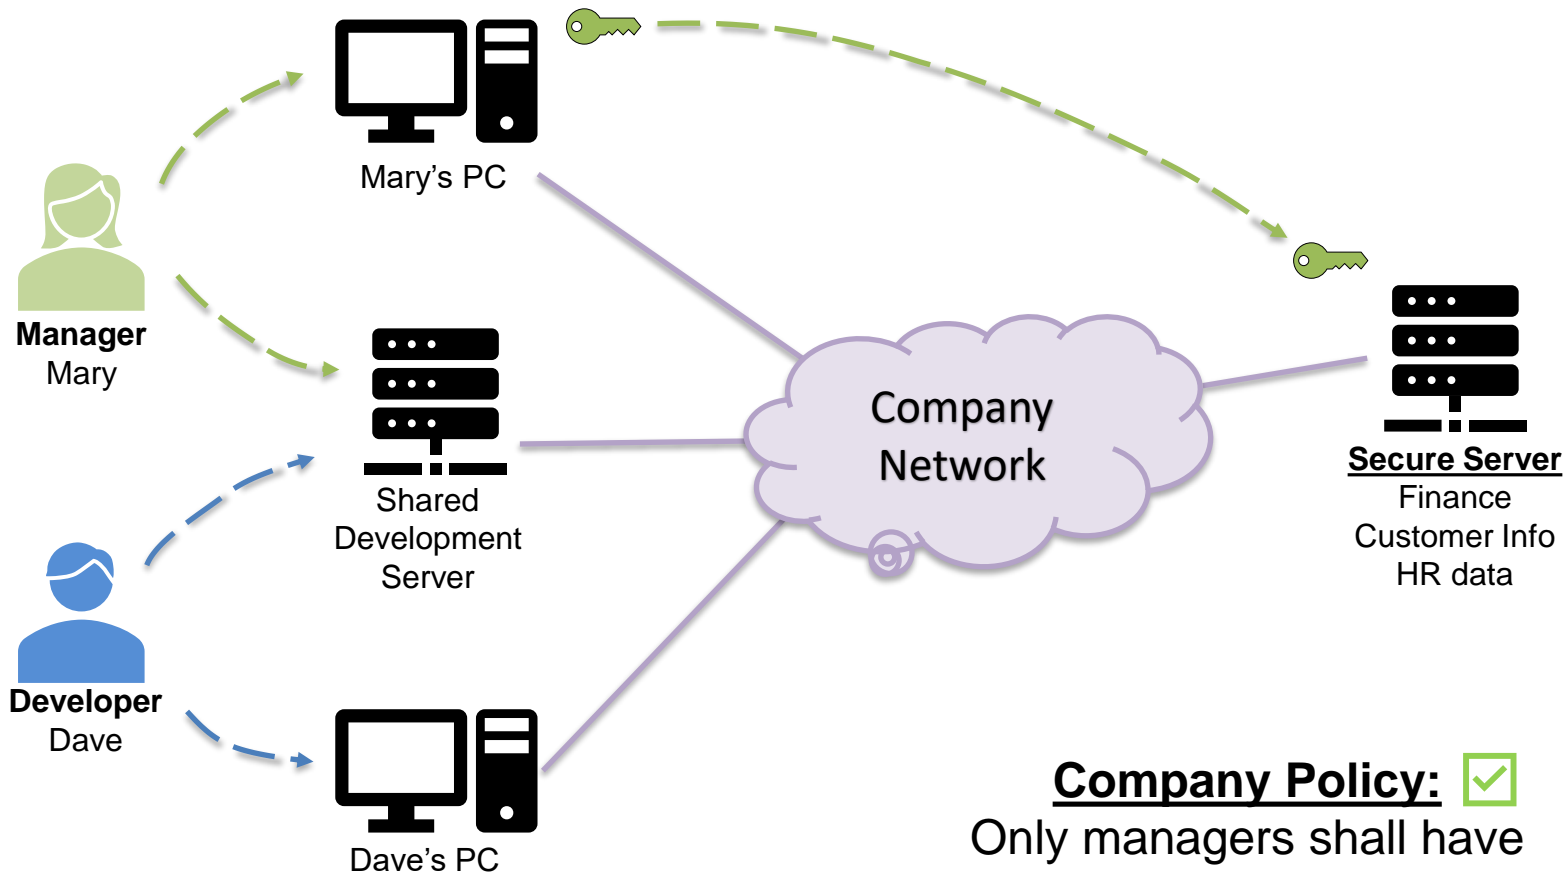 Mary's PC
Manager
Mary
Shared
Development
Server
Company
Network
Secure Server
Finance
Customer Info
HR data
Developer
Dave
Dave's PC
Company Policy:
Only managers shall have